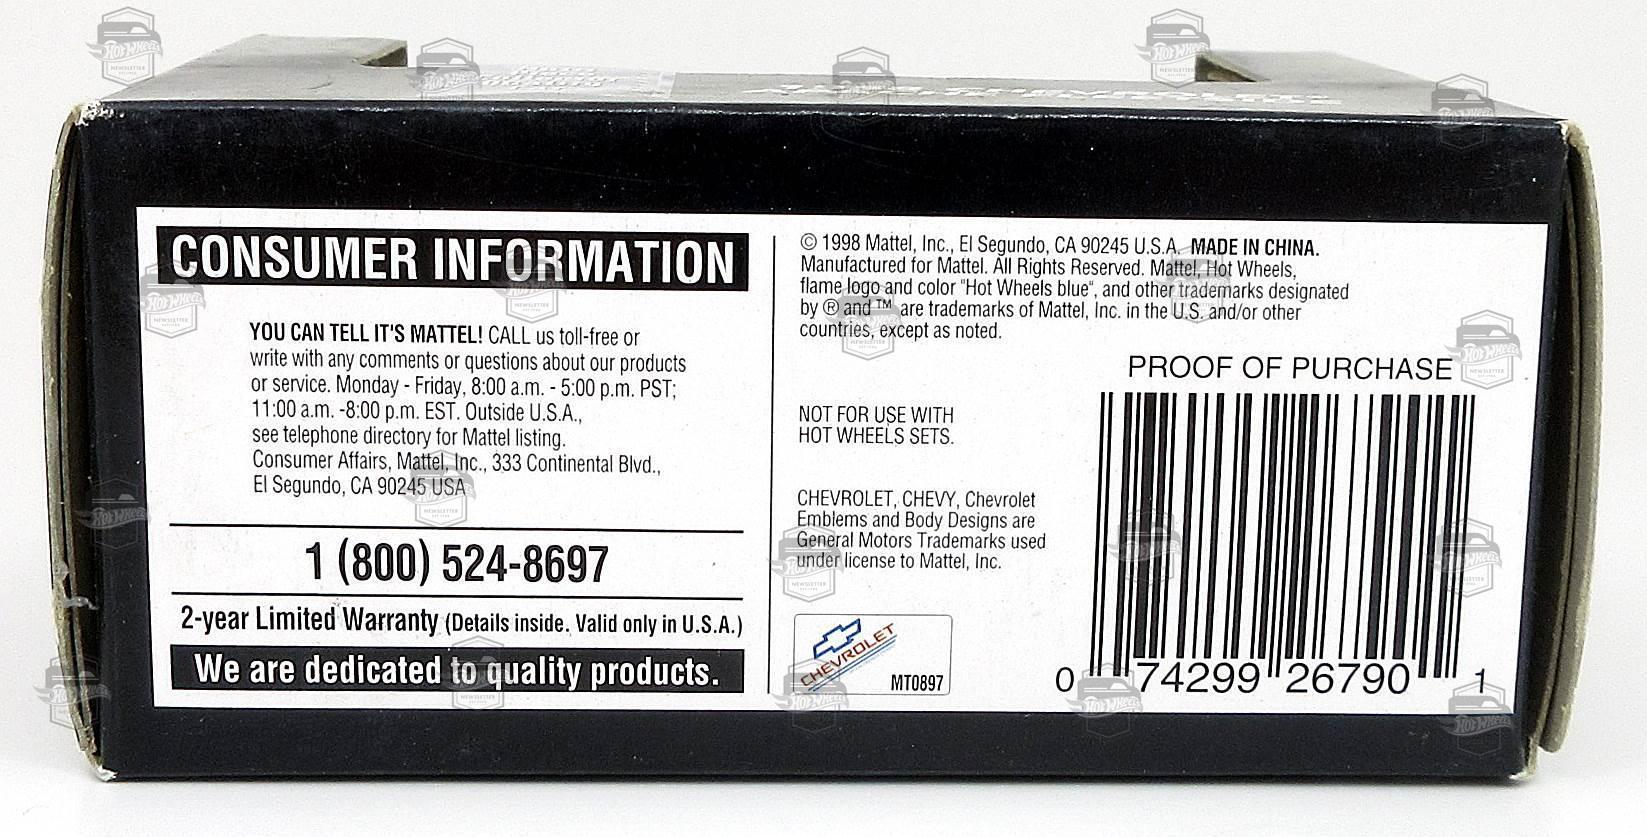 CONSUMER INFORMATION
YOU CAN TELL IT'S MATTEL! CALL us toll-free or
write with any comments or questions about our products
or service. Monday - Friday, 8:00 a.m. - 5:00 p.m. PST;
11:00 a.m. -8:00 p.m. EST. Outside U.S.A.,
see telephone directory for Mattel listing.
Consumer Affairs, Mattel, Inc., 333 Continental Blvd.,
El Segundo, CA 90245 USA
1 (800) 524-8697
2-year Limited Warranty (Details inside. Valid only in U.S.A.)
We are dedicated to quality products.
© 1998 Mattel, Inc., El Segundo, CA 90245 U.S.A. MADE IN CHINA.
Manufactured for Mattel. All Rights Reserved. Mattel, Hot Wheels,
flame logo and color "Hot Wheels blue", and other trademarks designated
by ® and ™ are trademarks of Mattel, Inc. in the U.S. and/or other
countries, except as noted.
PROOF OF PURCHASE
NOT FOR USE WITH
HOT WHEELS SETS.
CHEVROLET, CHEVY, Chevrolet
Emblems and Body Designs are
General Motors Trademarks used
under license to Mattel, Inc.
CHEVROLET
MT0897
0 74299 26790 1
HOT WHEELS
NEWSLETTER